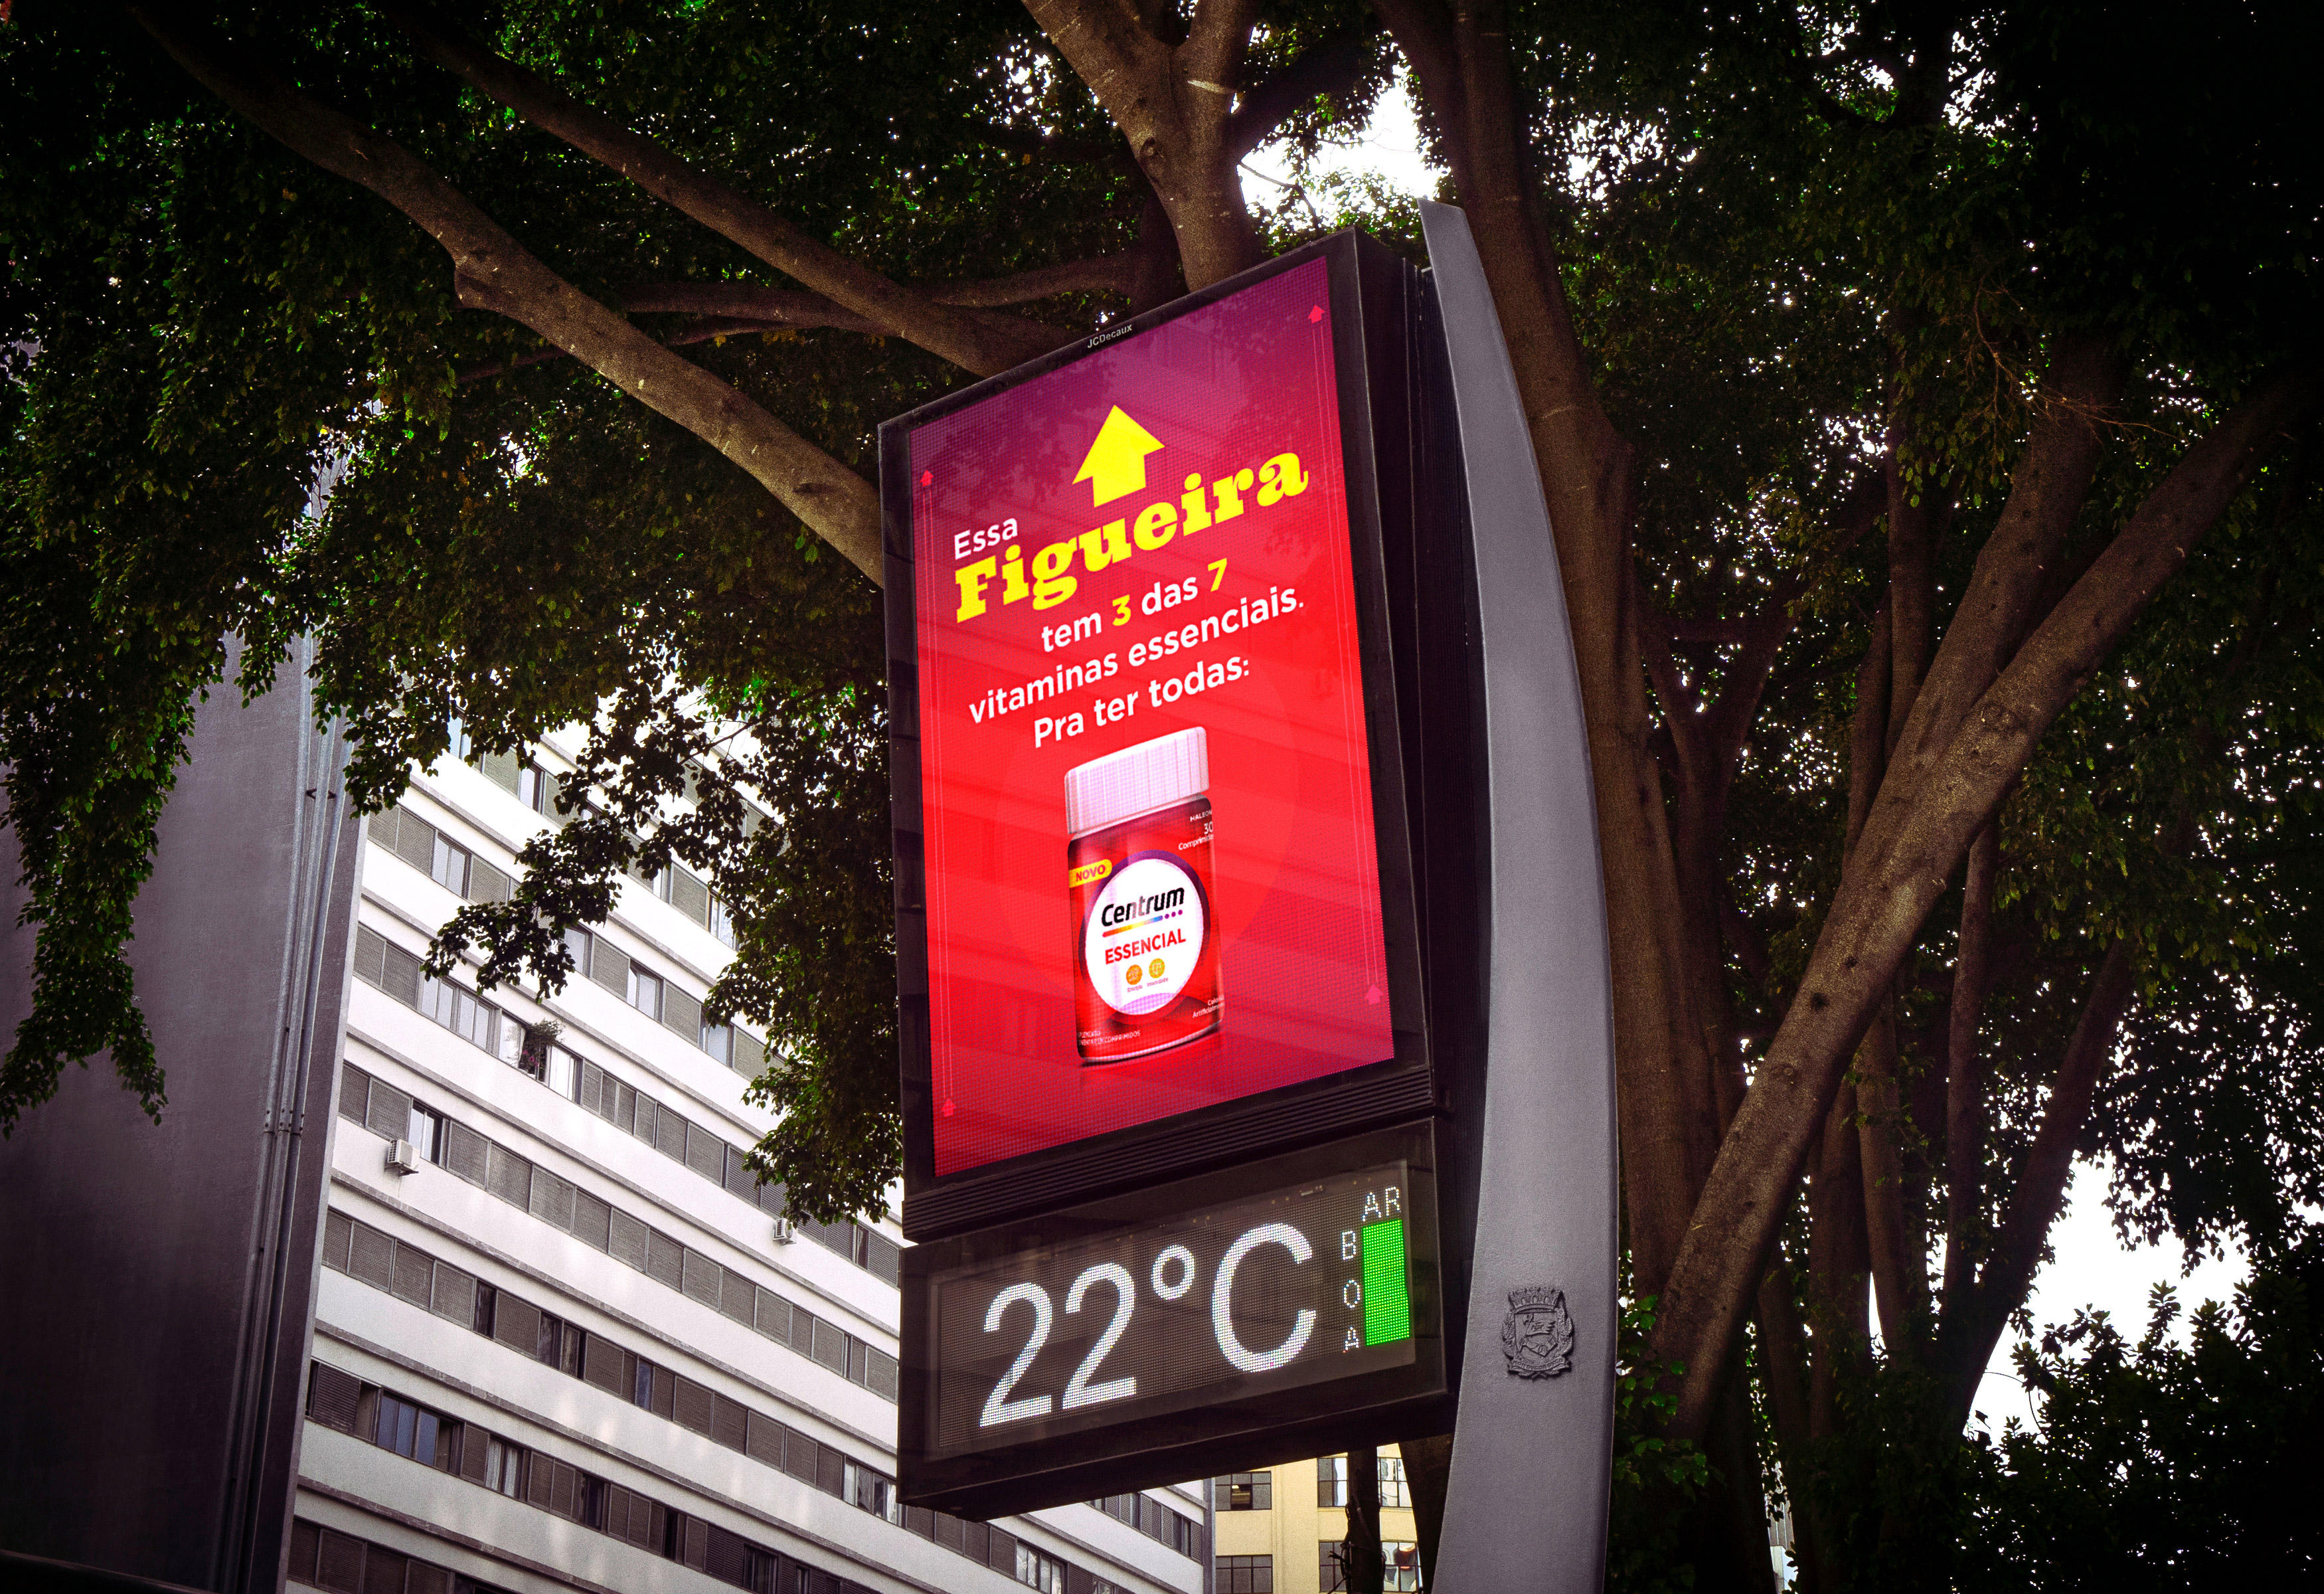 JCDecaux
Essa
Figueira
tem 3 das 7
vitaminas essenciais.
Pra ter todas:
HALEON
30
NOVO
Centrum
ESSENCIAL
22°C
AR
BOA